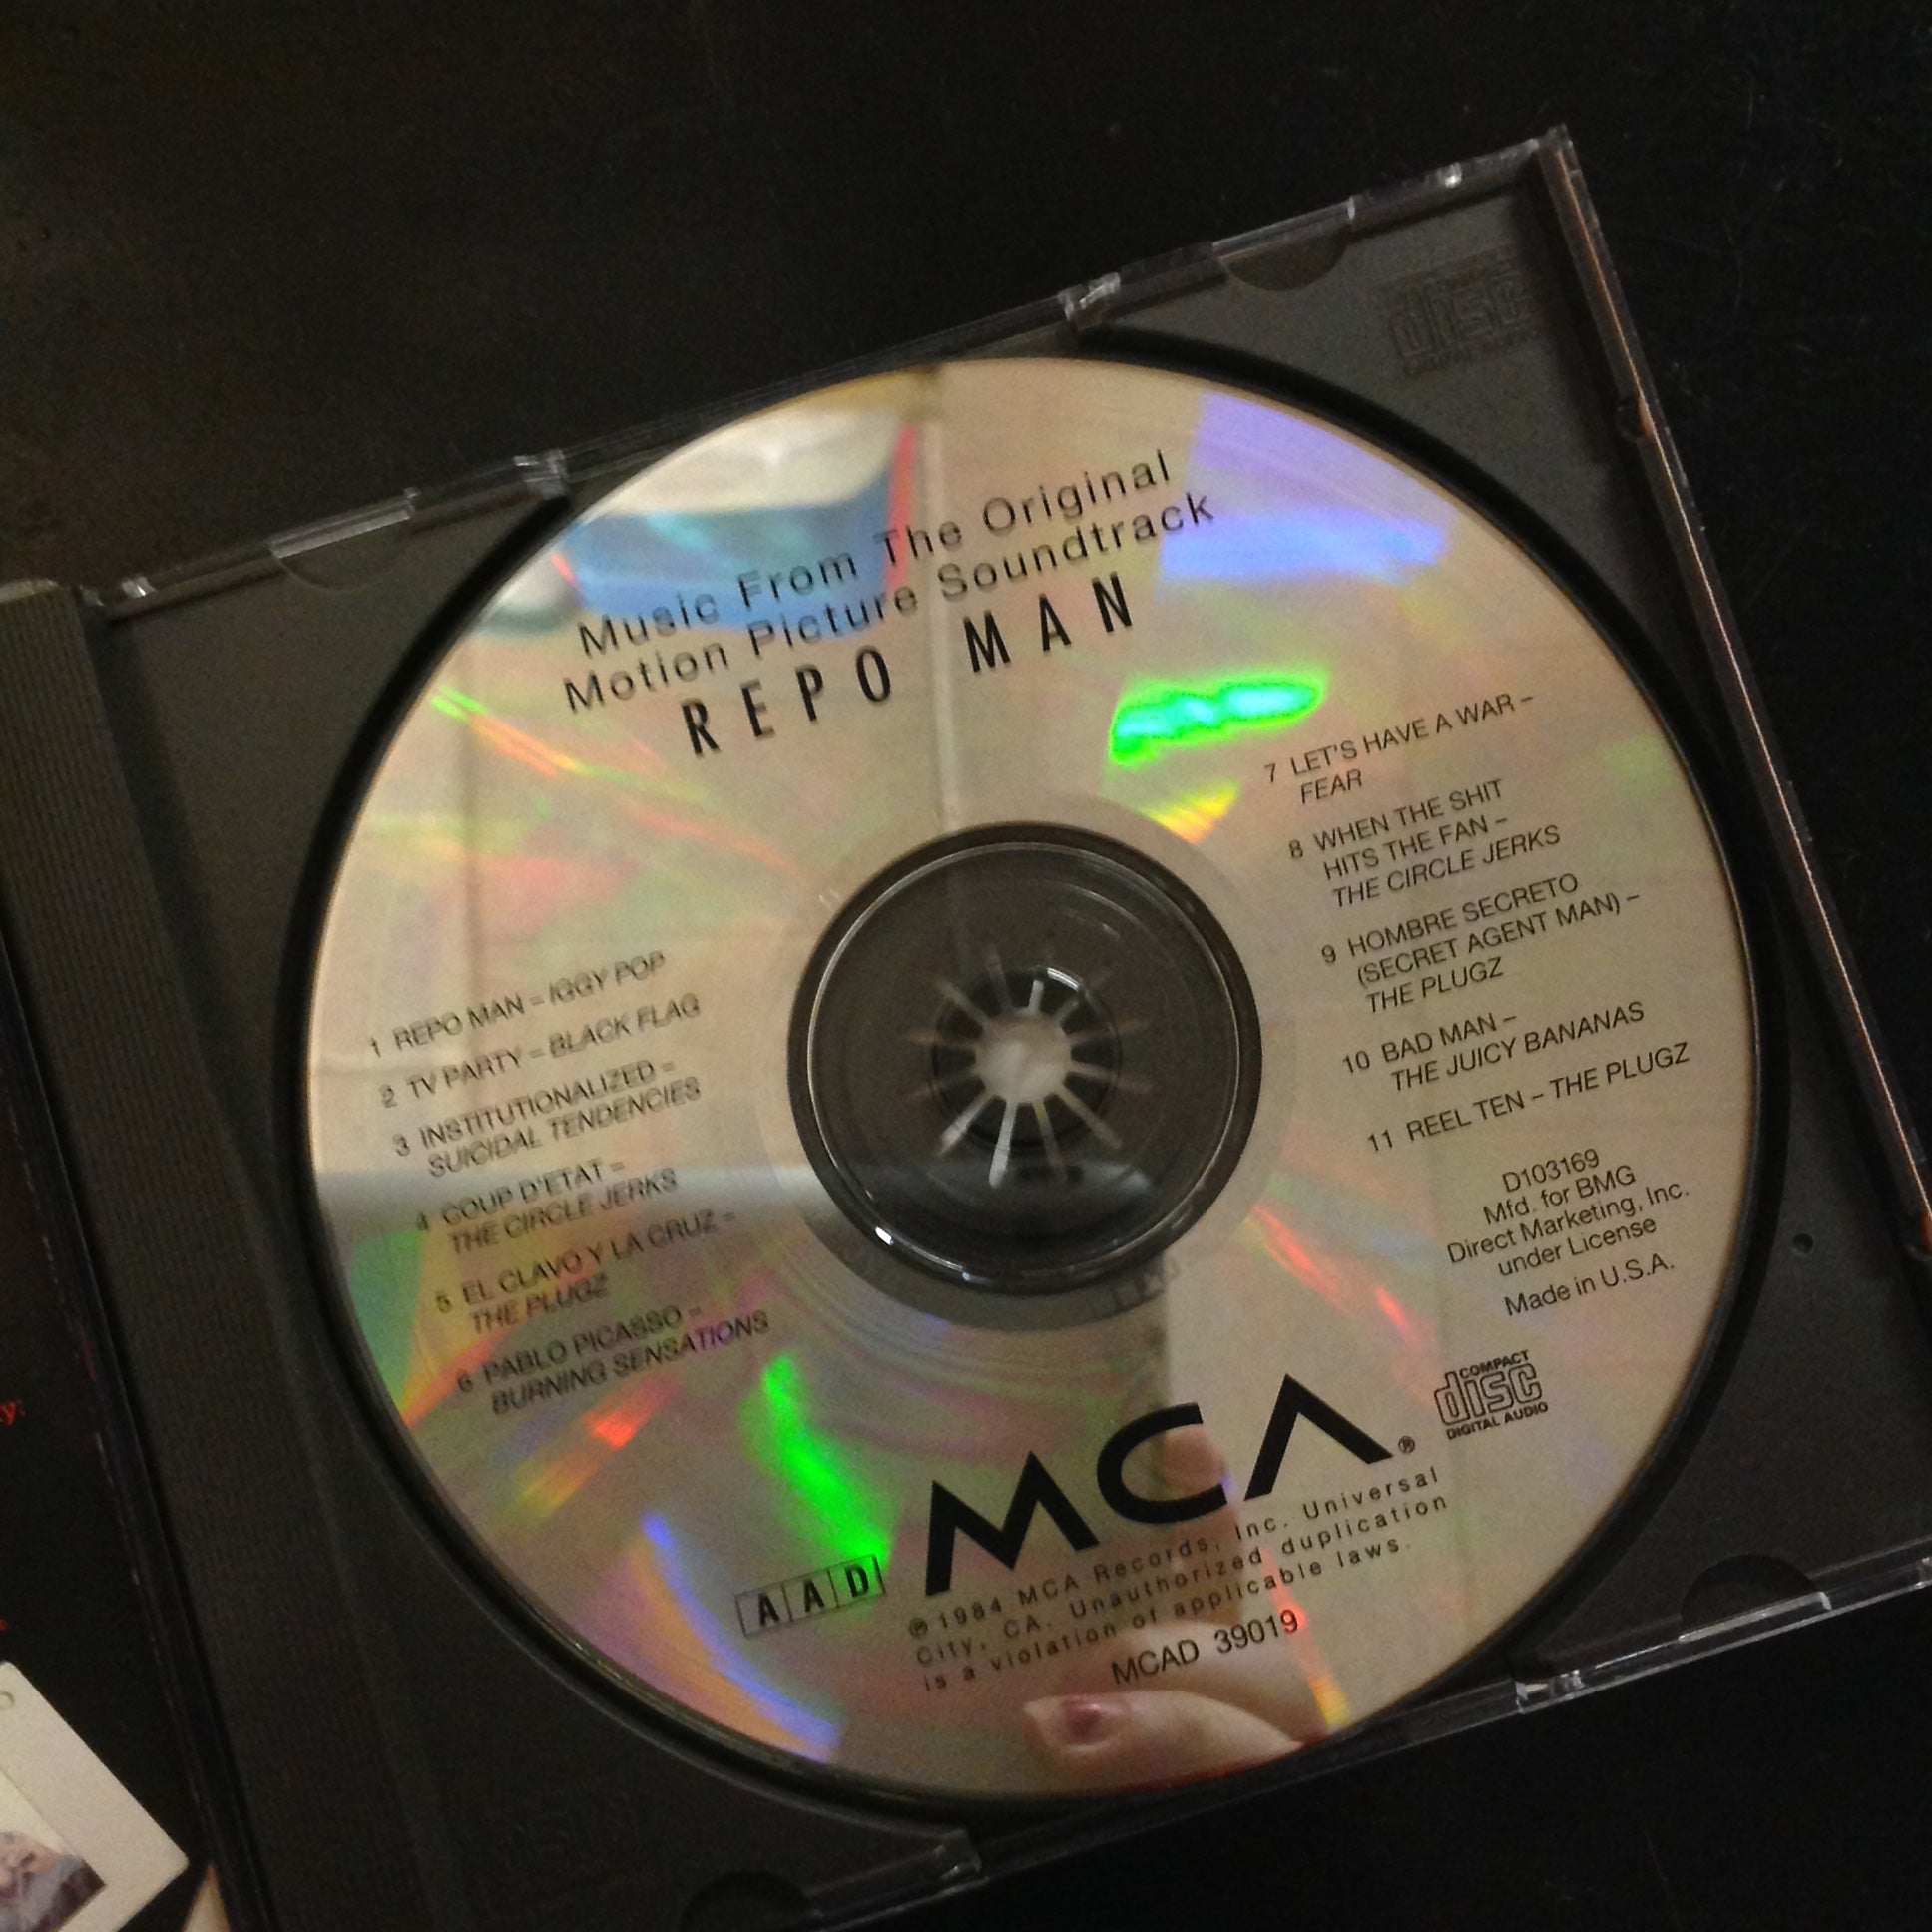 Music From The Original
Motion Picture Soundtrack
REPO MAN
1 REPO MAN – IGGY POP
2 TV PARTY – BLACK FLAG
3 INSTITUTIONALIZED –
SUICIDAL TENDENCIES
4 COUP D'ETAT –
THE CIRCLE JERKS
5 EL CLAVO Y LA CRUZ –
THE PLUGZ
6 PABLO PICASSO –
BURNING SENSATIONS
7 LET'S HAVE A WAR –
FEAR
8 WHEN THE SHIT
HITS THE FAN –
THE CIRCLE JERKS
9 HOMBRE SECRETO
(SECRET AGENT MAN) –
THE PLUGZ
10 BAD MAN –
THE JUICY BANANAS
11 REEL TEN – THE PLUGZ
D103169
Mfd. for BMG
Direct Marketing, Inc.
under License
Made in U.S.A.
COMPACT
disc
DIGITAL AUDIO
AAD
MCA®
℗1984 MCA Records, Inc. Universal
City, CA. Unauthorized duplication
is a violation of applicable laws.
MCAD 39019
disc